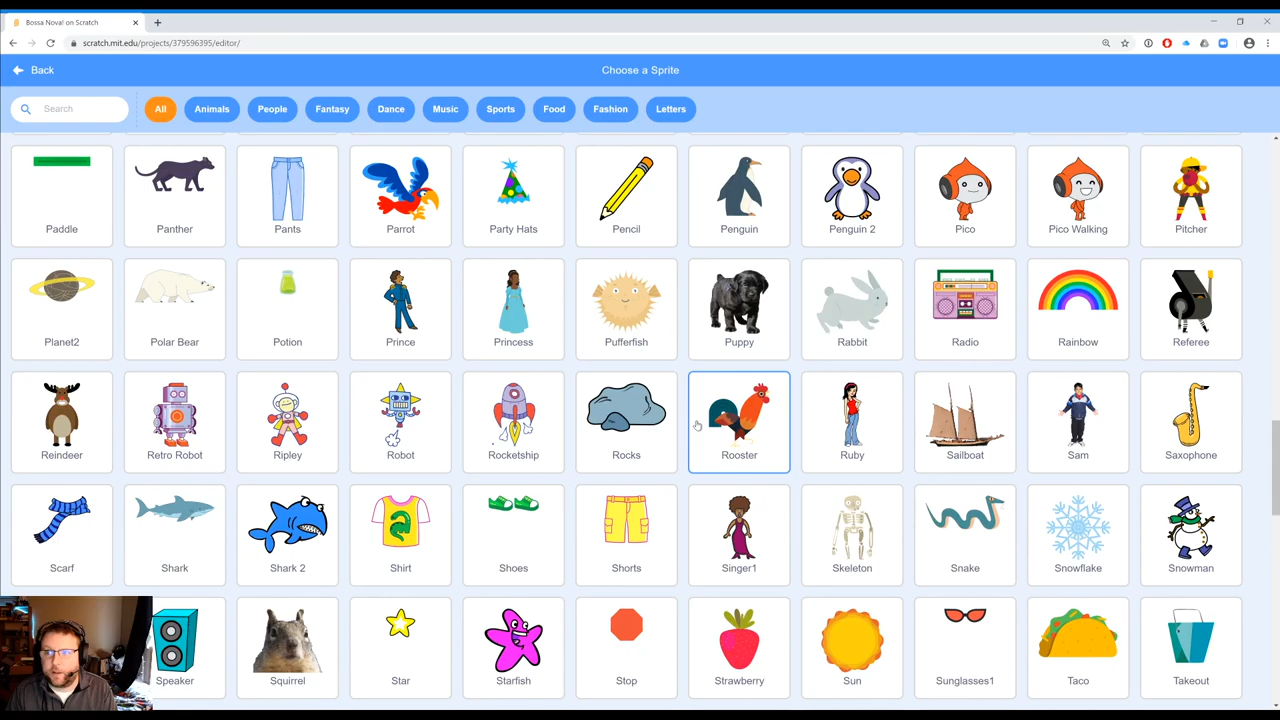 Bossa Nova! on Scratch
scratch.mit.edu/projects/379596395/editor/
Back
Choose a Sprite
Search
All
Animals
People
Fantasy
Dance
Music
Sports
Food
Fashion
Letters
Paddle
Panther
Pants
Parrot
Party Hats
Pencil
Penguin
Penguin 2
Pico
Pico Walking
Pitcher
Planet2
Polar Bear
Potion
Prince
Princess
Pufferfish
Puppy
Rabbit
Radio
Rainbow
Referee
Reindeer
Retro Robot
Ripley
Robot
Rocketship
Rocks
Rooster
Ruby
Sailboat
Sam
Saxophone
Scarf
Shark
Shark 2
Shirt
Shoes
Shorts
Singer1
Skeleton
Snake
Snowflake
Snowman
Speaker
Squirrel
Star
Starfish
Stop
Strawberry
Sun
Sunglasses1
Taco
Takeout